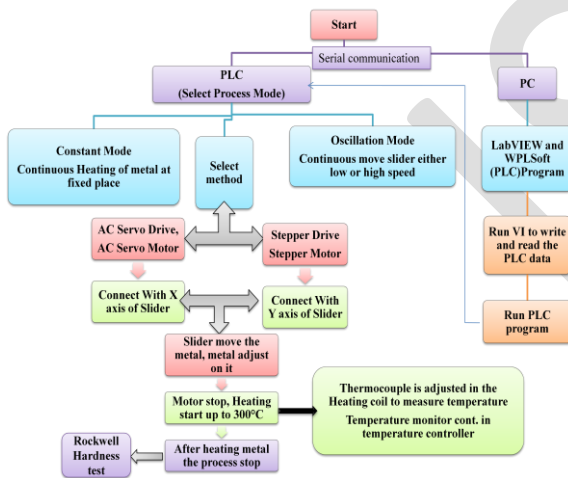 Start
Serial communication
PLC
(Select Process Mode)
PC
Constant Mode
Continuous Heating of metal at
fixed place
Select
method
Oscillation Mode
Continuous move slider either
low or high speed
LabVIEW and
WPLSoft
(PLC)Program
AC Servo Drive,
AC Servo Motor
Stepper Drive
Stepper Motor
Run VI to write
and read the
PLC data
Connect With X
axis of Slider
Connect With
Y axis of Slider
Run PLC
program
Slider move the
metal, metal adjust
on it
Motor stop, Heating
start up to 300°C
Thermocouple is adjusted in the
Heating coil to measure temperature
Temperature monitor cont. in
temperature controller
Rockwell
Hardness
test
After heating metal
the process stop